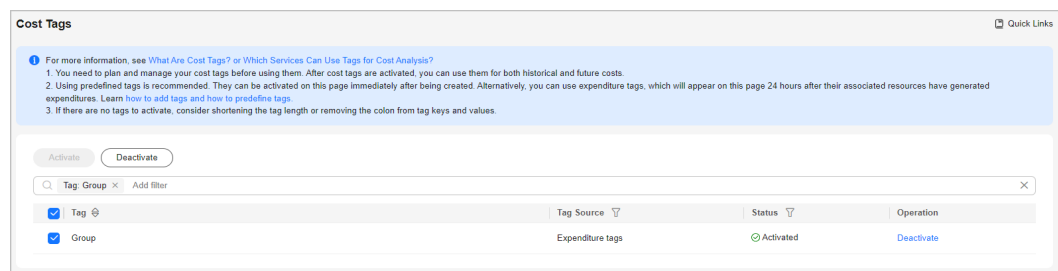 Cost Tags
Quick Links
For more information, see What Are Cost Tags? or Which Services Can Use Tags for Cost Analysis?
1. You need to plan and manage your cost tags before using them. After cost tags are activated, you can use them for both historical and future costs.
2. Using predefined tags is recommended. They can be activated on this page immediately after being created. Alternatively, you can use expenditure tags, which will appear on this page 24 hours after their associated resources have generated
expenditures. Learn how to add tags and how to predefine tags.
3. If there are no tags to activate, consider shortening the tag length or removing the colon from tag keys and values.
Activate Deactivate
Tag: Group × Add filter
Tag Tag Source Status Operation
Group Expenditure tags Activated Deactivate